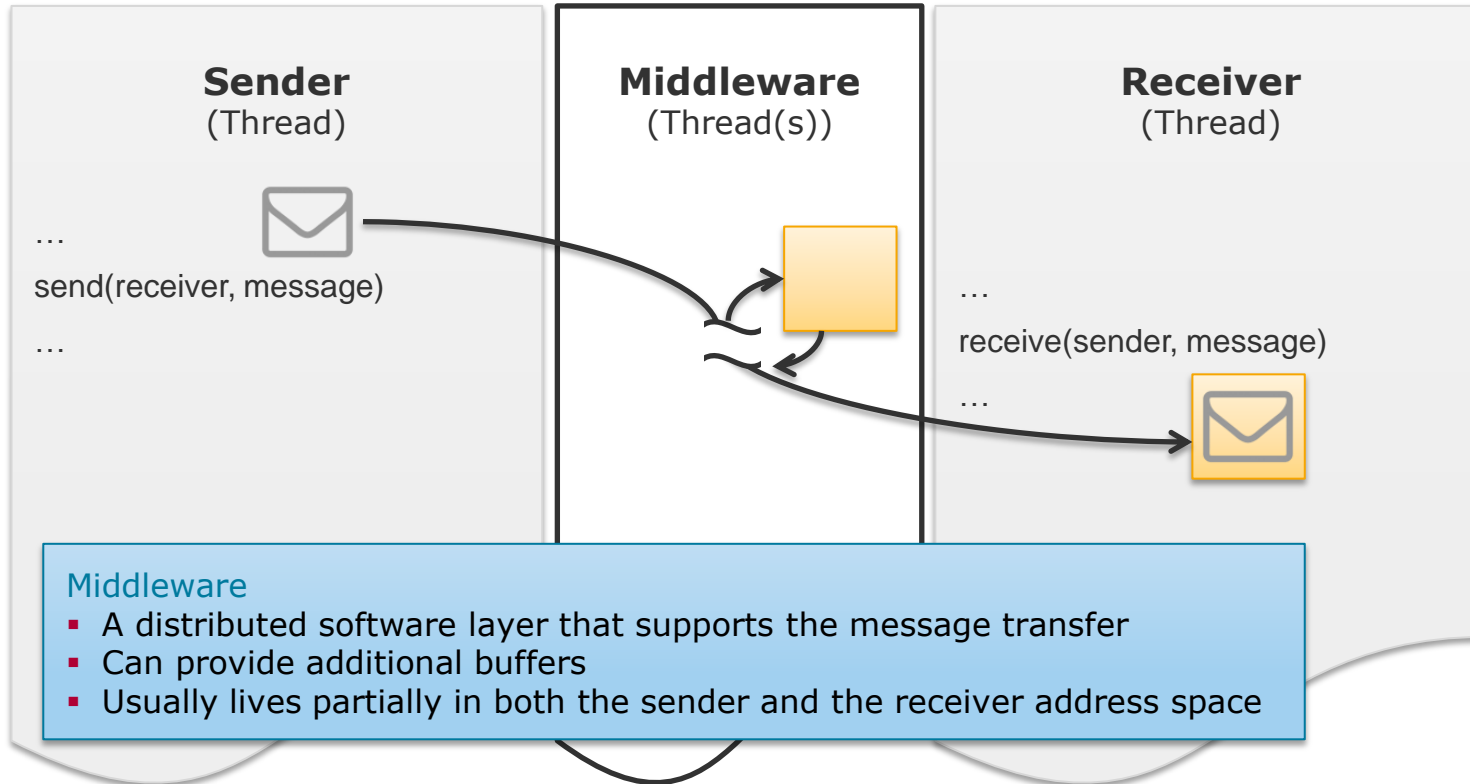 Sender
(Thread)
…
send(receiver, message)
…
Middleware
(Thread(s))
Receiver
(Thread)
…
receive(sender, message)
…
Middleware
▪ A distributed software layer that supports the message transfer
▪ Can provide additional buffers
▪ Usually lives partially in both the sender and the receiver address space